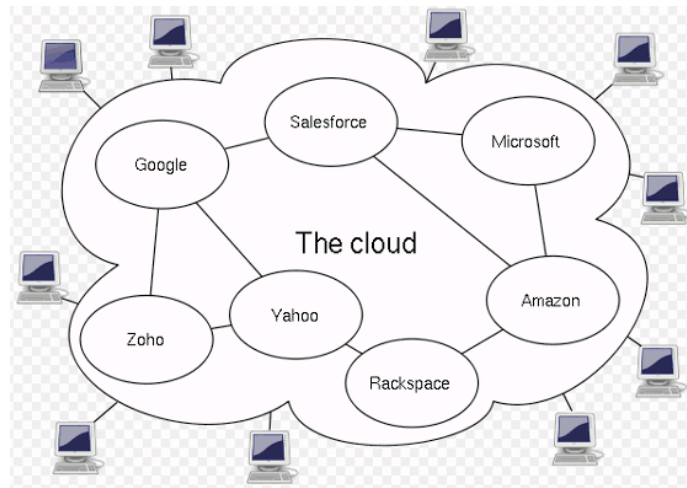 Salesforce
Microsoft
Google
The cloud
Amazon
Yahoo
Zoho
Rackspace